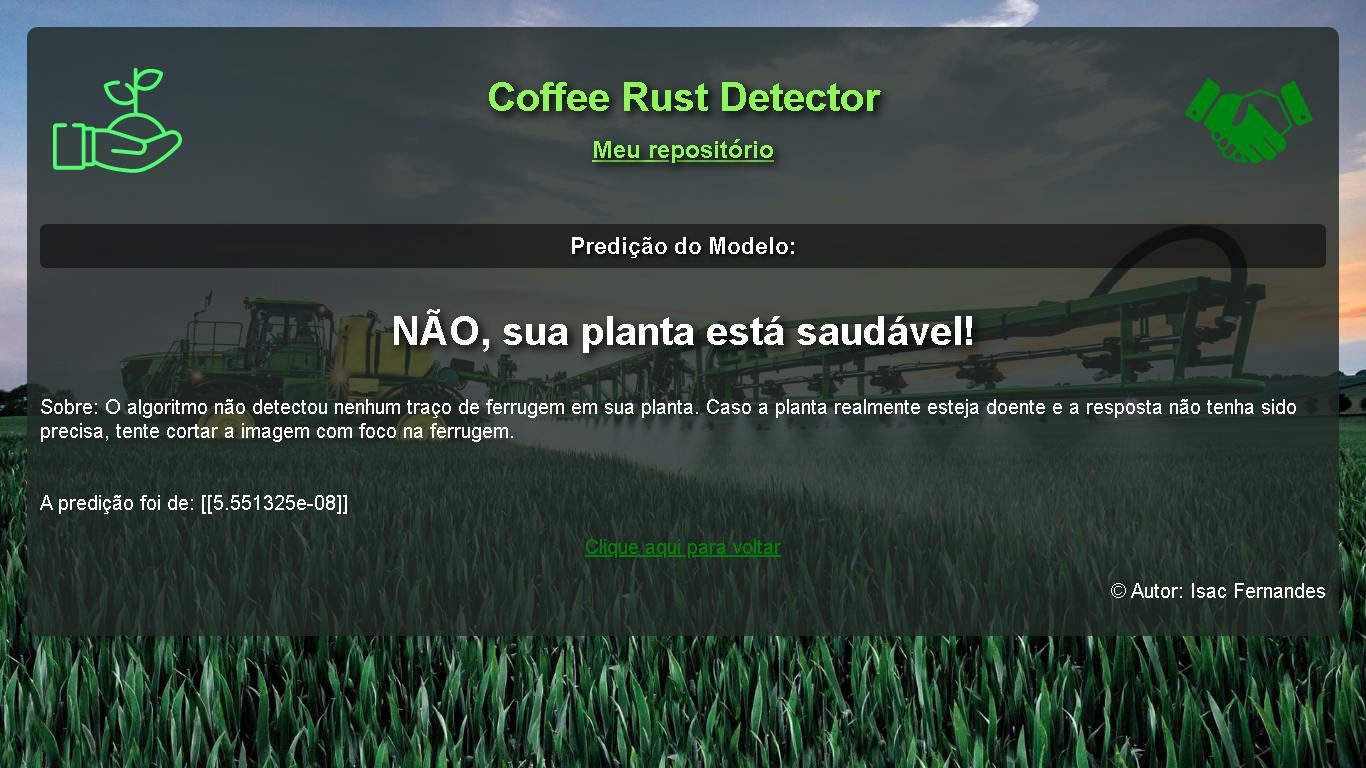 Coffee Rust Detector
Meu repositório
Predição do Modelo:
NÃO, sua planta está saudável!
Sobre: O algoritmo não detectou nenhum traço de ferrugem em sua planta. Caso a planta realmente esteja doente e a resposta não tenha sido
precisa, tente cortar a imagem com foco na ferrugem.
A predição foi de: [[5.551325e-08]]
Clique aqui para voltar
© Autor: Isac Fernandes